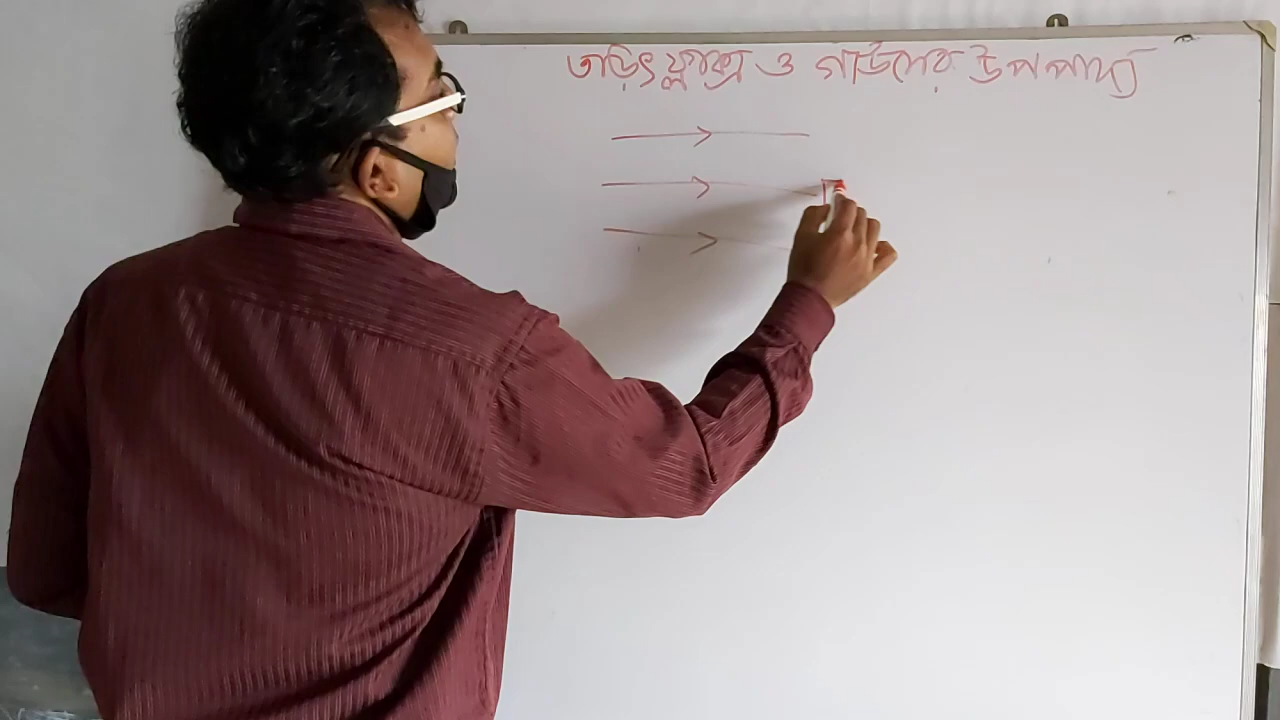 তড়িৎ ফ্লাক্স ও গাউসের উপপাদ্য